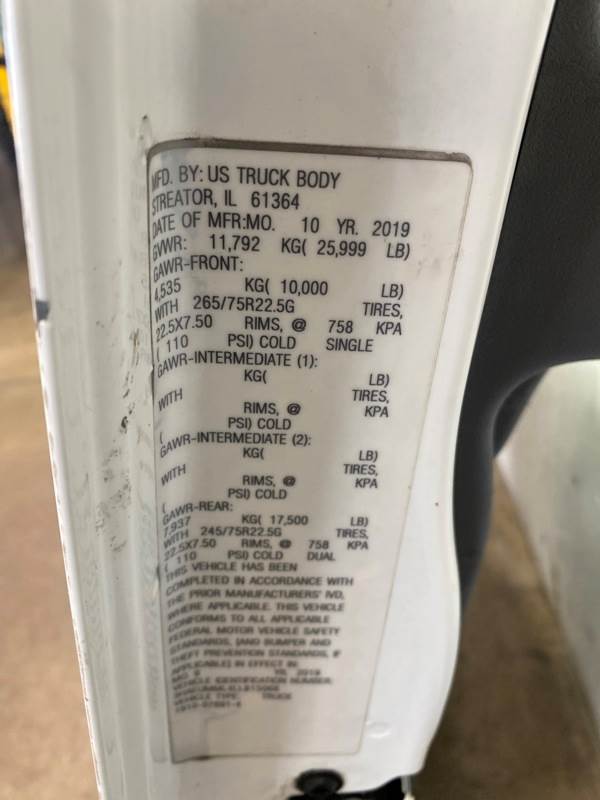 MFD. BY: US TRUCK BODY
STREATOR, IL 61364
DATE OF MFR:MO. 10 YR. 2019
GVWR: 11,792 KG( 25,999 LB)
GAWR-FRONT:
4,535 KG( 10,000 LB)
WITH 265/75R22.5G TIRES,
22.5X7.50 RIMS, @ 758 KPA
( 110 PSI) COLD SINGLE
GAWR-INTERMEDIATE (1):
KG( LB)
WITH TIRES,
RIMS, @ KPA
( PSI) COLD
GAWR-INTERMEDIATE (2):
KG( LB)
WITH TIRES,
RIMS, @ KPA
( PSI) COLD
GAWR-REAR:
7,937 KG( 17,500 LB)
WITH 245/75R22.5G TIRES,
22.5X7.50 RIMS, @ 758 KPA
( 110 PSI) COLD DUAL
THIS VEHICLE HAS BEEN
COMPLETED IN ACCORDANCE WITH
THE PRIOR MANUFACTURERS' IVD,
WHERE APPLICABLE. THIS VEHICLE
CONFORMS TO ALL APPLICABLE
FEDERAL MOTOR VEHICLE SAFETY
STANDARDS, [AND BUMPER AND
THEFT PREVENTION STANDARDS, IF
APPLICABLE] IN EFFECT IN:
MO. 9 YR. 2019
VEHICLE IDENTIFICATION NUMBER:
VEHICLE TYPE: TRUCK